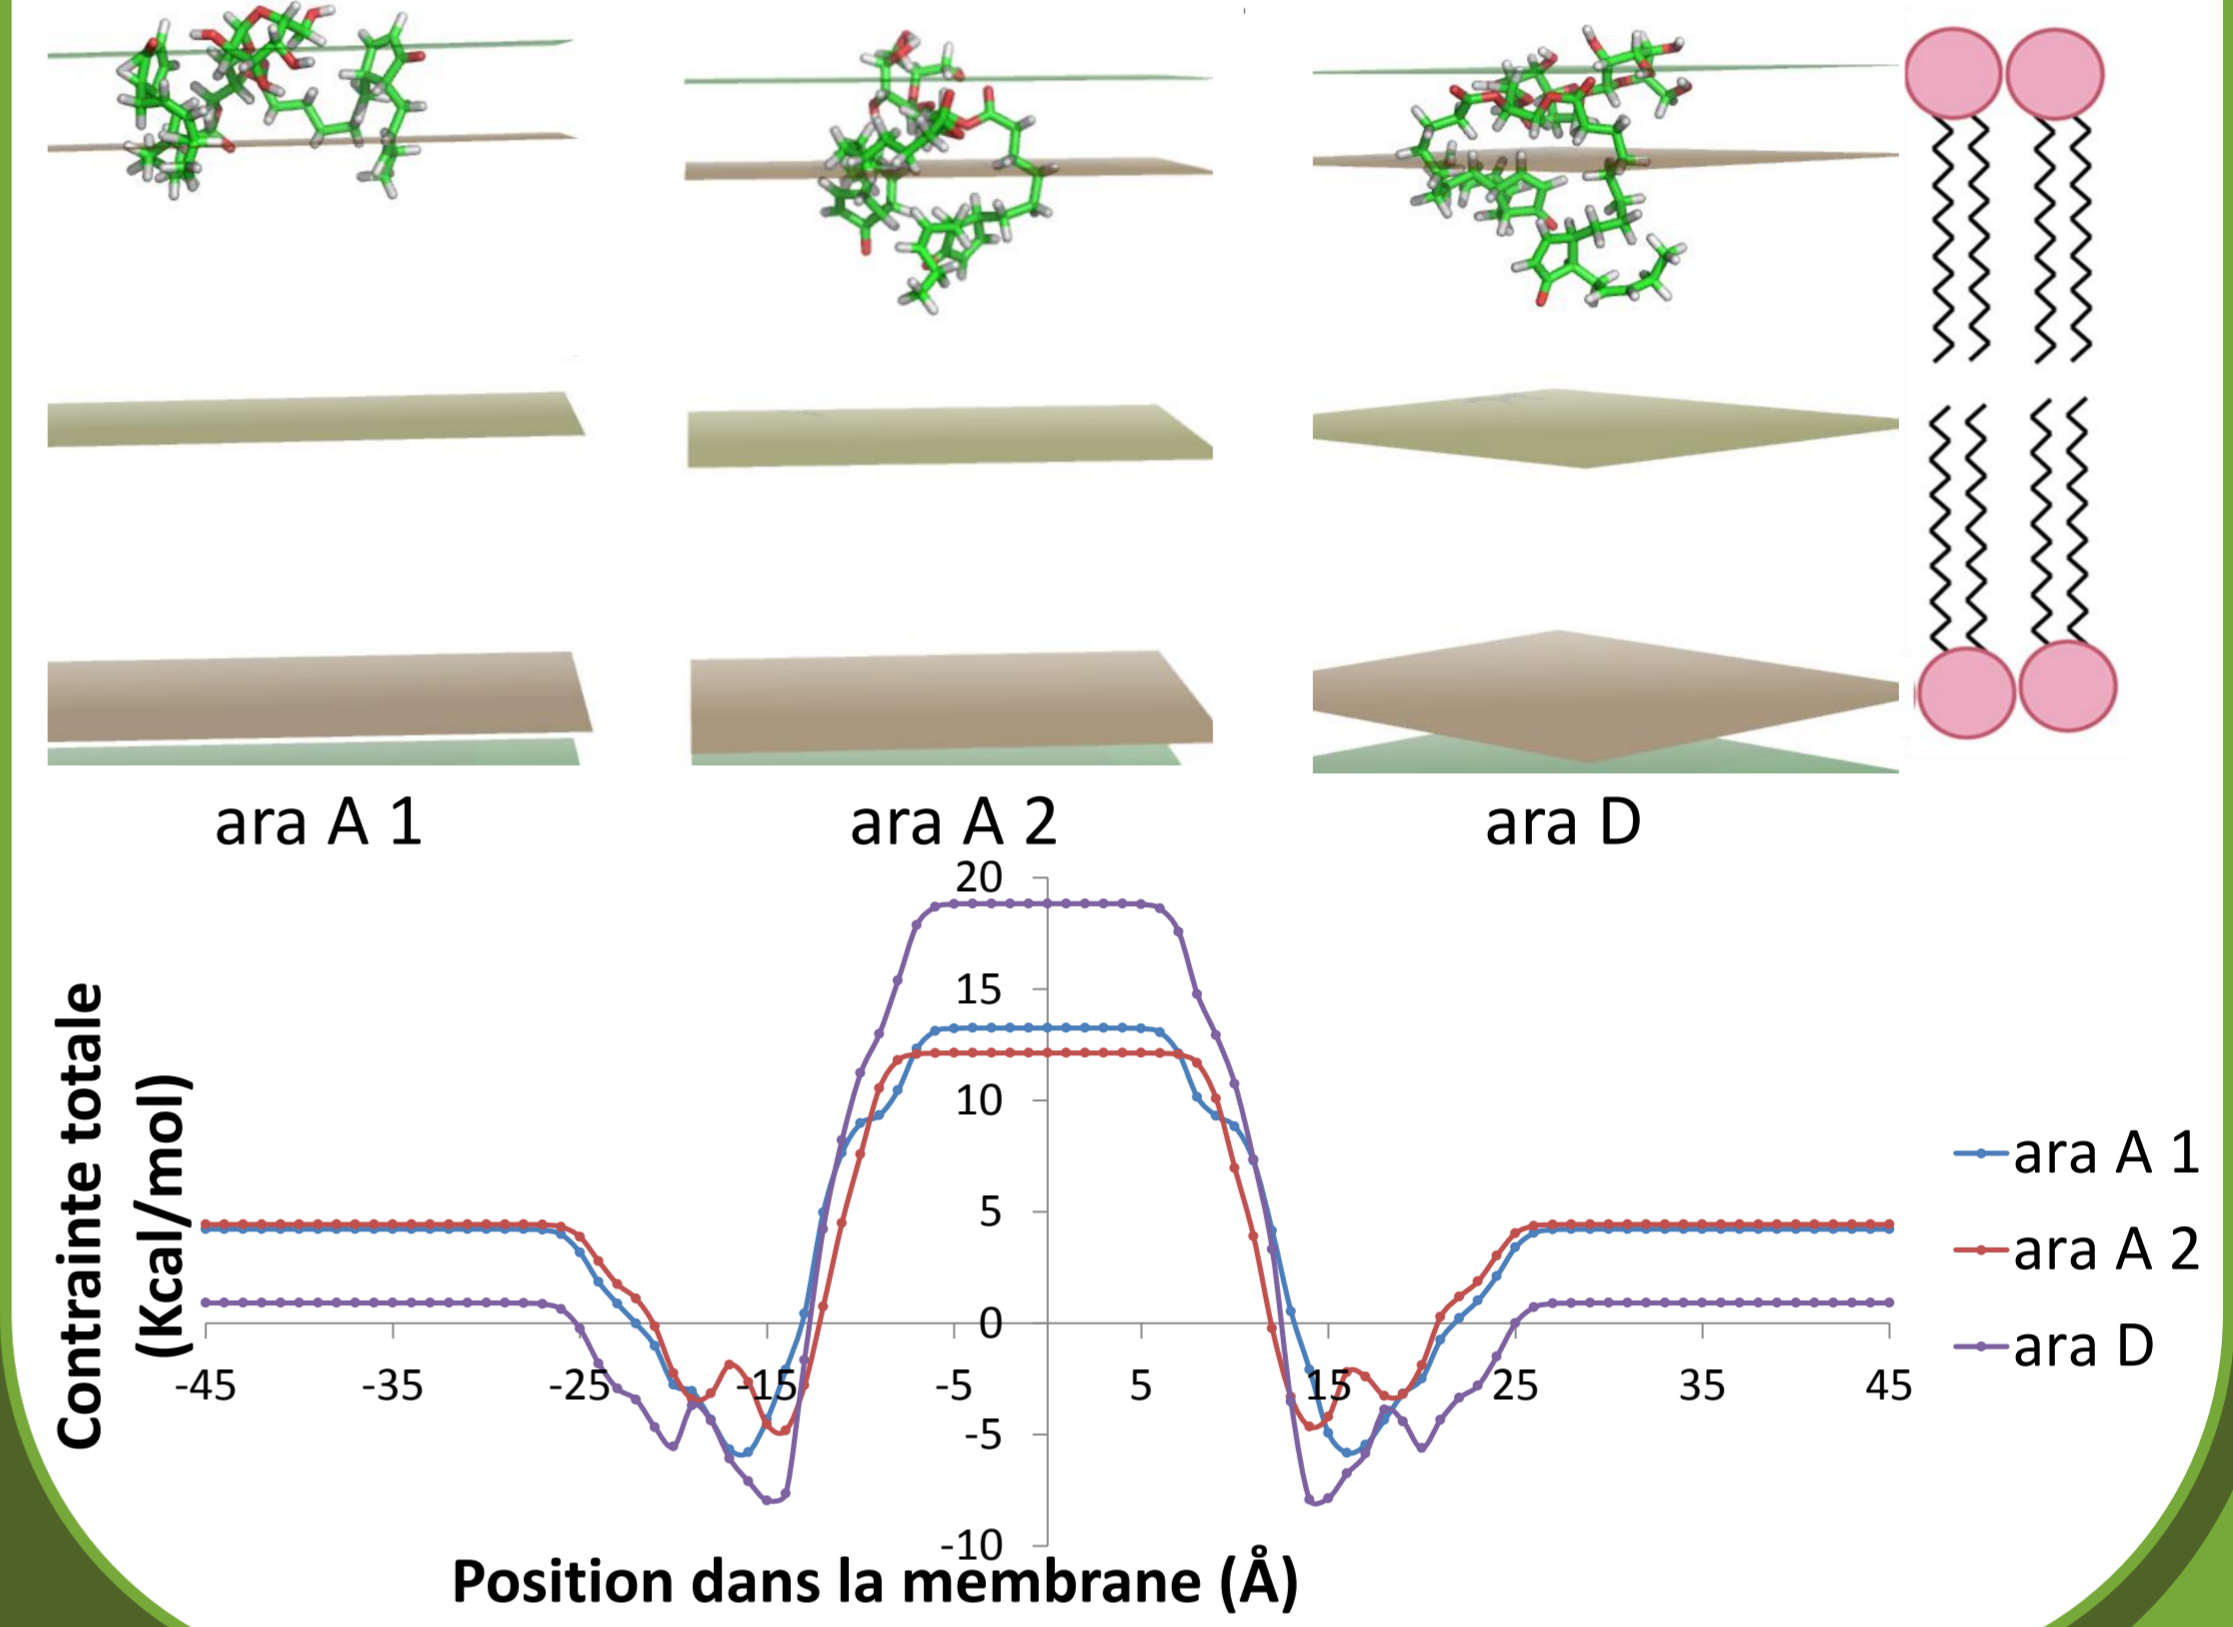 ara A 1
ara A 2
ara D
20
15
10
5
0
-5
-10
-45
-35
-25
-15
-5
5
15
25
35
45
Contrainte totale
(Kcal/mol)
Position dans la membrane (Å)
ara A 1
ara A 2
ara D